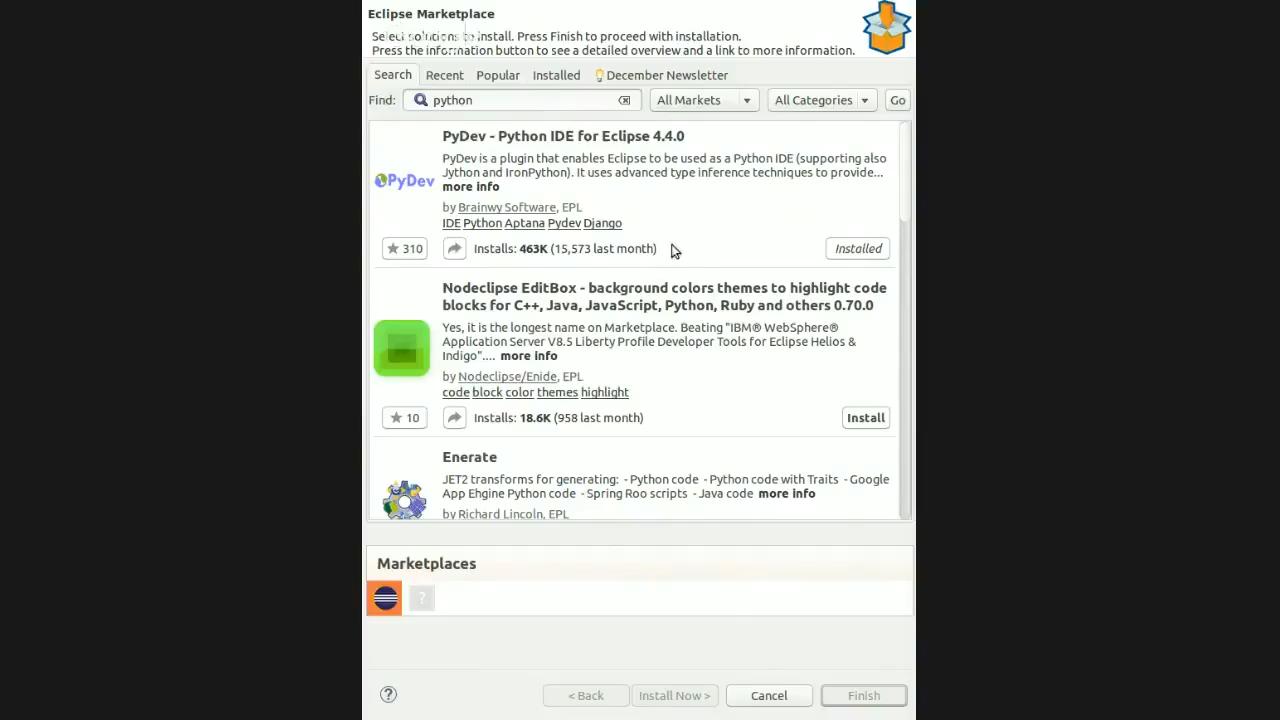 Eclipse Marketplace
Select solutions to install. Press Finish to proceed with installation.
Press the information button to see a detailed overview and a link to more information.
Search Recent Popular Installed December Newsletter
Find: python All Markets All Categories Go
PyDev - Python IDE for Eclipse 4.4.0
PyDev is a plugin that enables Eclipse to be used as a Python IDE (supporting also
Jython and IronPython). It uses advanced type inference techniques to provide...
more info
PyDev
by Brainwy Software, EPL
IDE Python Aptana Pydev Django
310 Installs: 463K (15,573 last month) Installed
Nodeclipse EditBox - background colors themes to highlight code
blocks for C++, Java, JavaScript, Python, Ruby and others 0.70.0
Yes, it is the longest name on Marketplace. Beating "IBM® WebSphere®
Application Server V8.5 Liberty Profile Developer Tools for Eclipse Helios &
Indigo".... more info
by Nodeclipse/Enide, EPL
code block color themes highlight
10 Installs: 18.6K (958 last month) Install
Enerate
JET2 transforms for generating: - Python code - Python code with Traits - Google
App Engine Python code - Spring Roo scripts - Java code more info
by Richard Lincoln, EPL
Marketplaces
?
? < Back Install Now > Cancel Finish